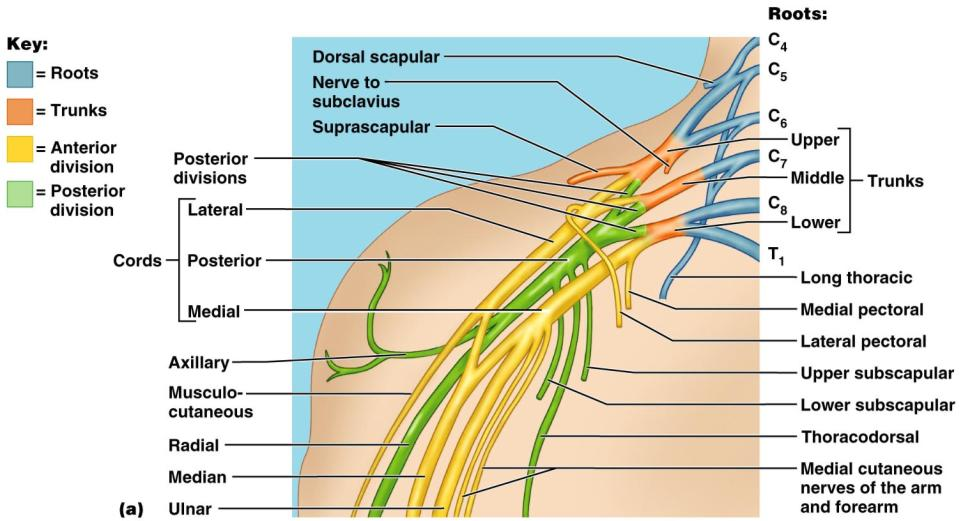 Roots:
Key:
= Roots
= Trunks
= Anterior
division
= Posterior
division
C4
C5
C6
C7
C8
T1
Dorsal scapular
Nerve to
subclavius
Suprascapular
Posterior
divisions
Cords
Lateral
Posterior
Medial
Axillary
Musculo-
cutaneous
Radial
Median
Ulnar
(a)
Upper
Middle
Lower
Trunks
Long thoracic
Medial pectoral
Lateral pectoral
Upper subscapular
Lower subscapular
Thoracodorsal
Medial cutaneous
nerves of the arm
and forearm